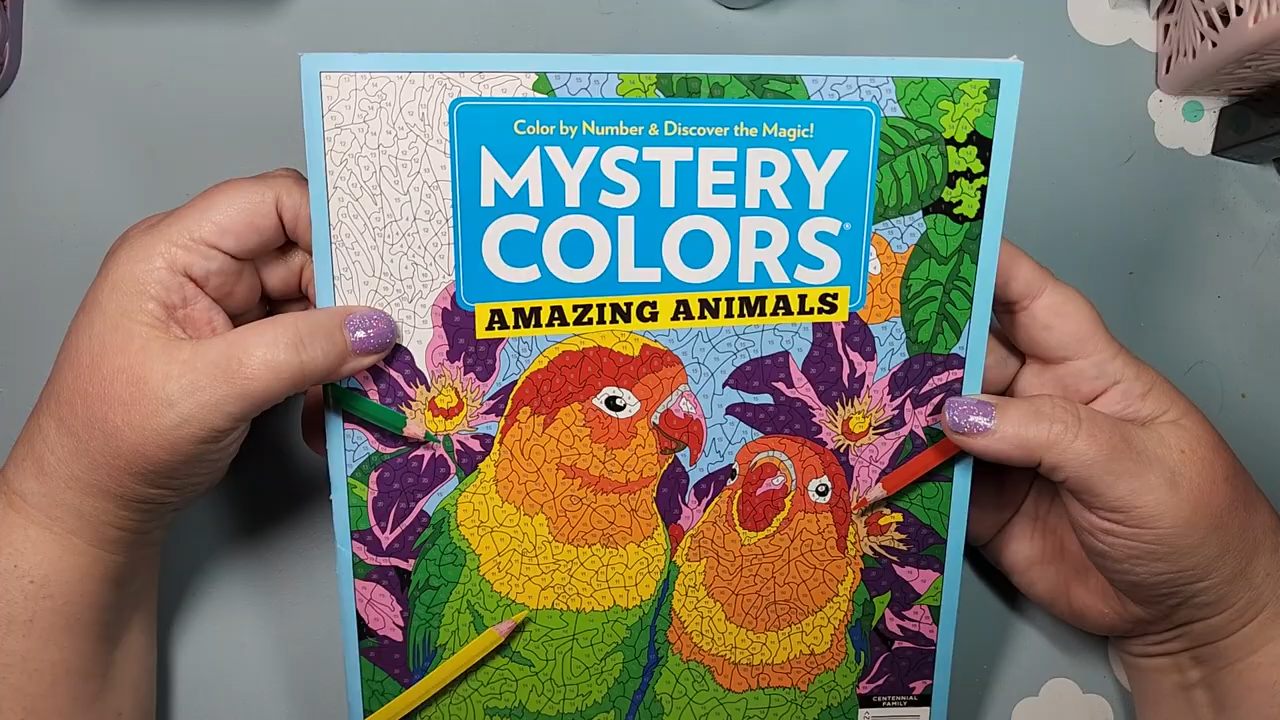 Color by Number & Discover the Magic!
MYSTERY
COLORS®
AMAZING ANIMALS
CENTENNIAL
FAMILY